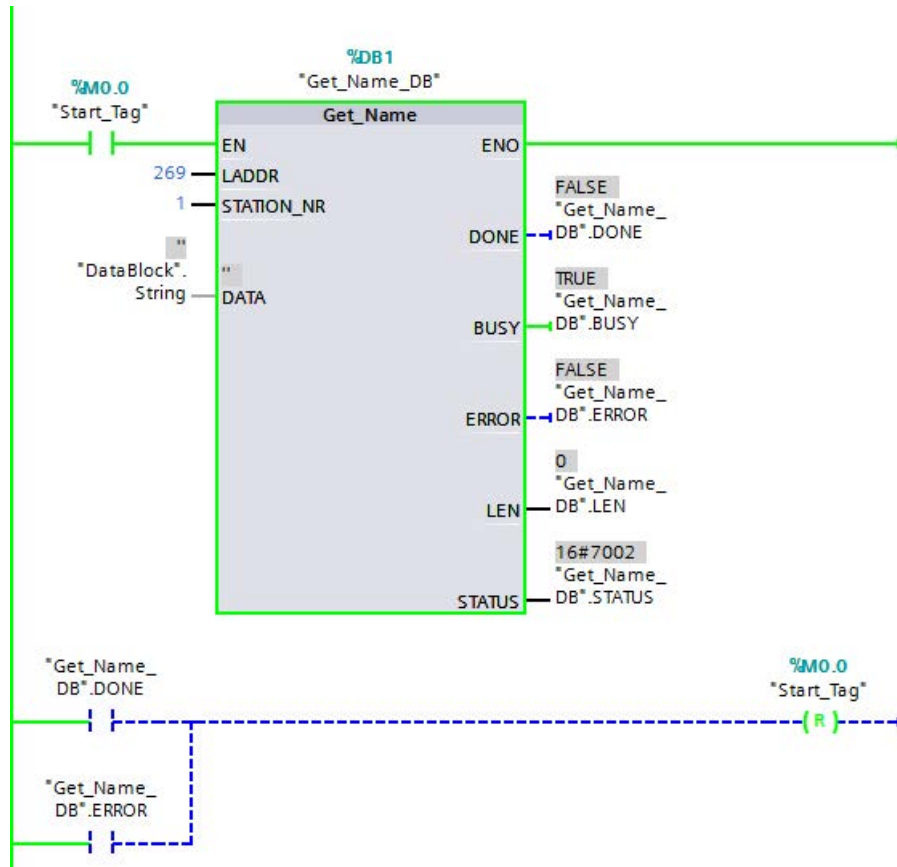 %DB1
"Get_Name_DB"
%M0.0
"Start_Tag"
Get_Name
EN
ENO
269
LADDR
1
STATION_NR
FALSE
"Get_Name_
DB".DONE
DONE
"
"DataBlock".
String
"
DATA
TRUE
"Get_Name_
DB".BUSY
BUSY
FALSE
"Get_Name_
DB".ERROR
ERROR
0
"Get_Name_
DB".LEN
LEN
16#7002
"Get_Name_
DB".STATUS
STATUS
"Get_Name_
DB".DONE
%M0.0
"Start_Tag"
R
"Get_Name_
DB".ERROR